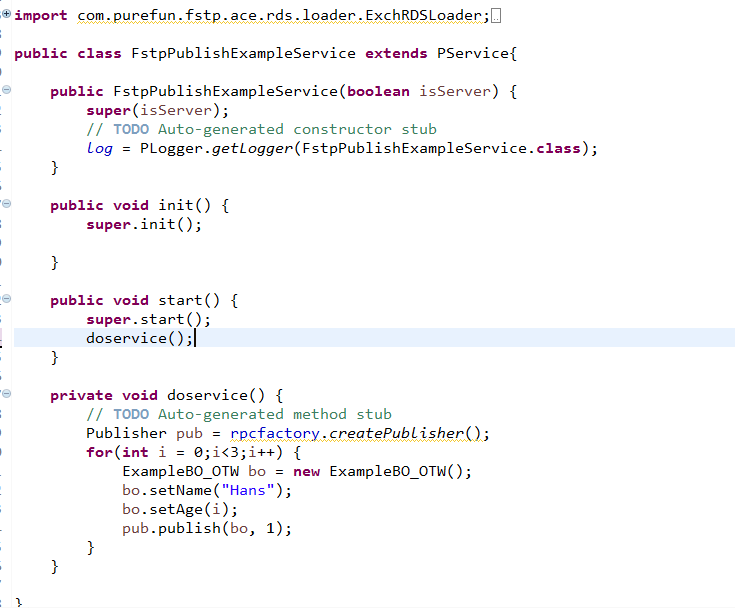 import com.purefun.fstp.ace.rds.loader.ExchRDSLoader;
public class FstpPublishExampleService extends PService{
public FstpPublishExampleService(boolean isServer) {
super(isServer);
// TODO Auto-generated constructor stub
log = PLogger.getLogger(FstpPublishExampleService.class);
}
public void init() {
super.init();
}
public void start() {
super.start();
doservice();
}
private void doservice() {
// TODO Auto-generated method stub
Publisher pub = rpcfactory.createPublisher();
for(int i = 0;i<3;i++) {
ExampleBO_OTW bo = new ExampleBO_OTW();
bo.setName("Hans");
bo.setAge(i);
pub.publish(bo, 1);
}
}
}